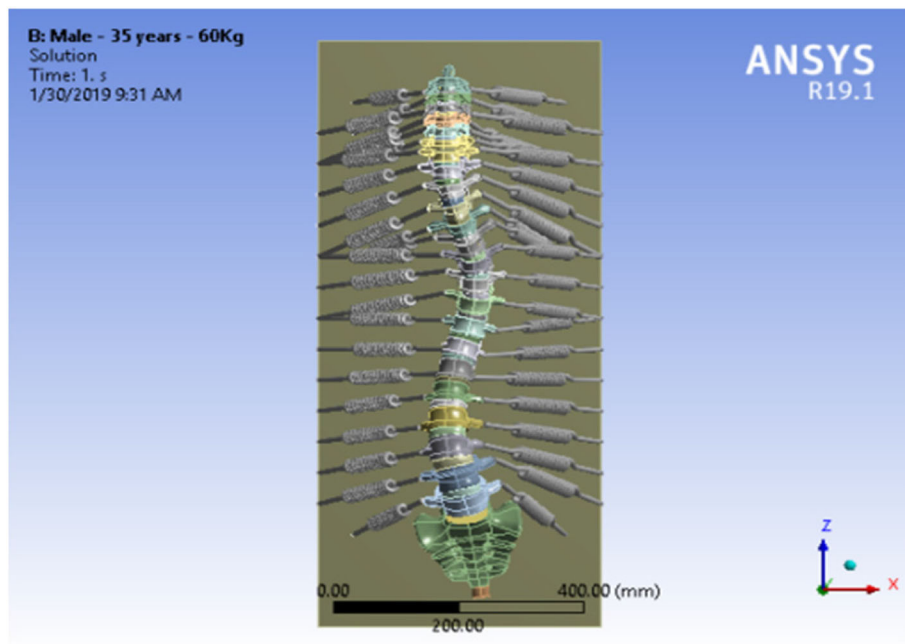 B: Male - 35 years - 60Kg
Solution
Time: 1. s
1/30/2019 9:31 AM
ANSYS
R19.1
Z
X
0.00
400.00 (mm)
200.00